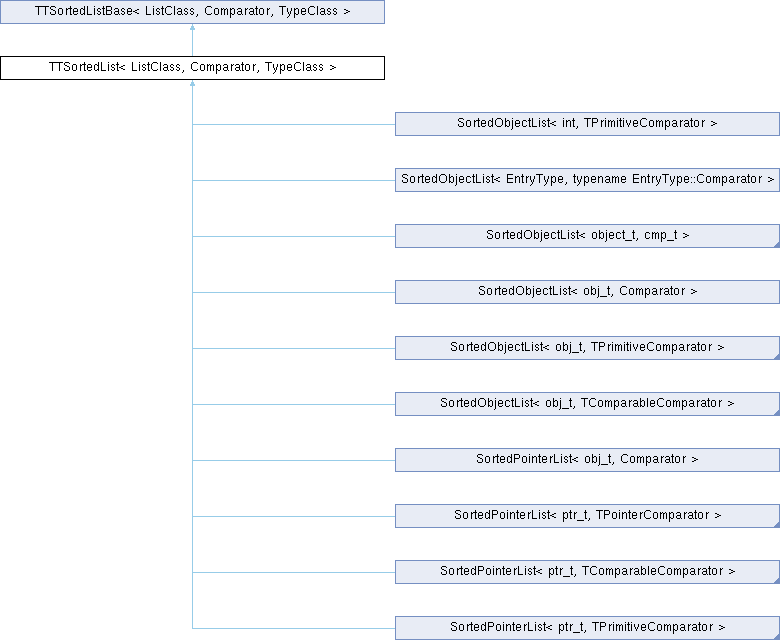 TTSortedListBase< ListClass, Comparator, TypeClass >
TTSortedList< ListClass, Comparator, TypeClass >
SortedObjectList< int, TPrimitiveComparator >
SortedObjectList< EntryType, typename EntryType::Comparator >
SortedObjectList< object_t, cmp_t >
SortedObjectList< obj_t, Comparator >
SortedObjectList< obj_t, TPrimitiveComparator >
SortedObjectList< obj_t, TComparableComparator >
SortedPointerList< obj_t, Comparator >
SortedPointerList< ptr_t, TPointerComparator >
SortedPointerList< ptr_t, TComparableComparator >
SortedPointerList< ptr_t, TPrimitiveComparator >